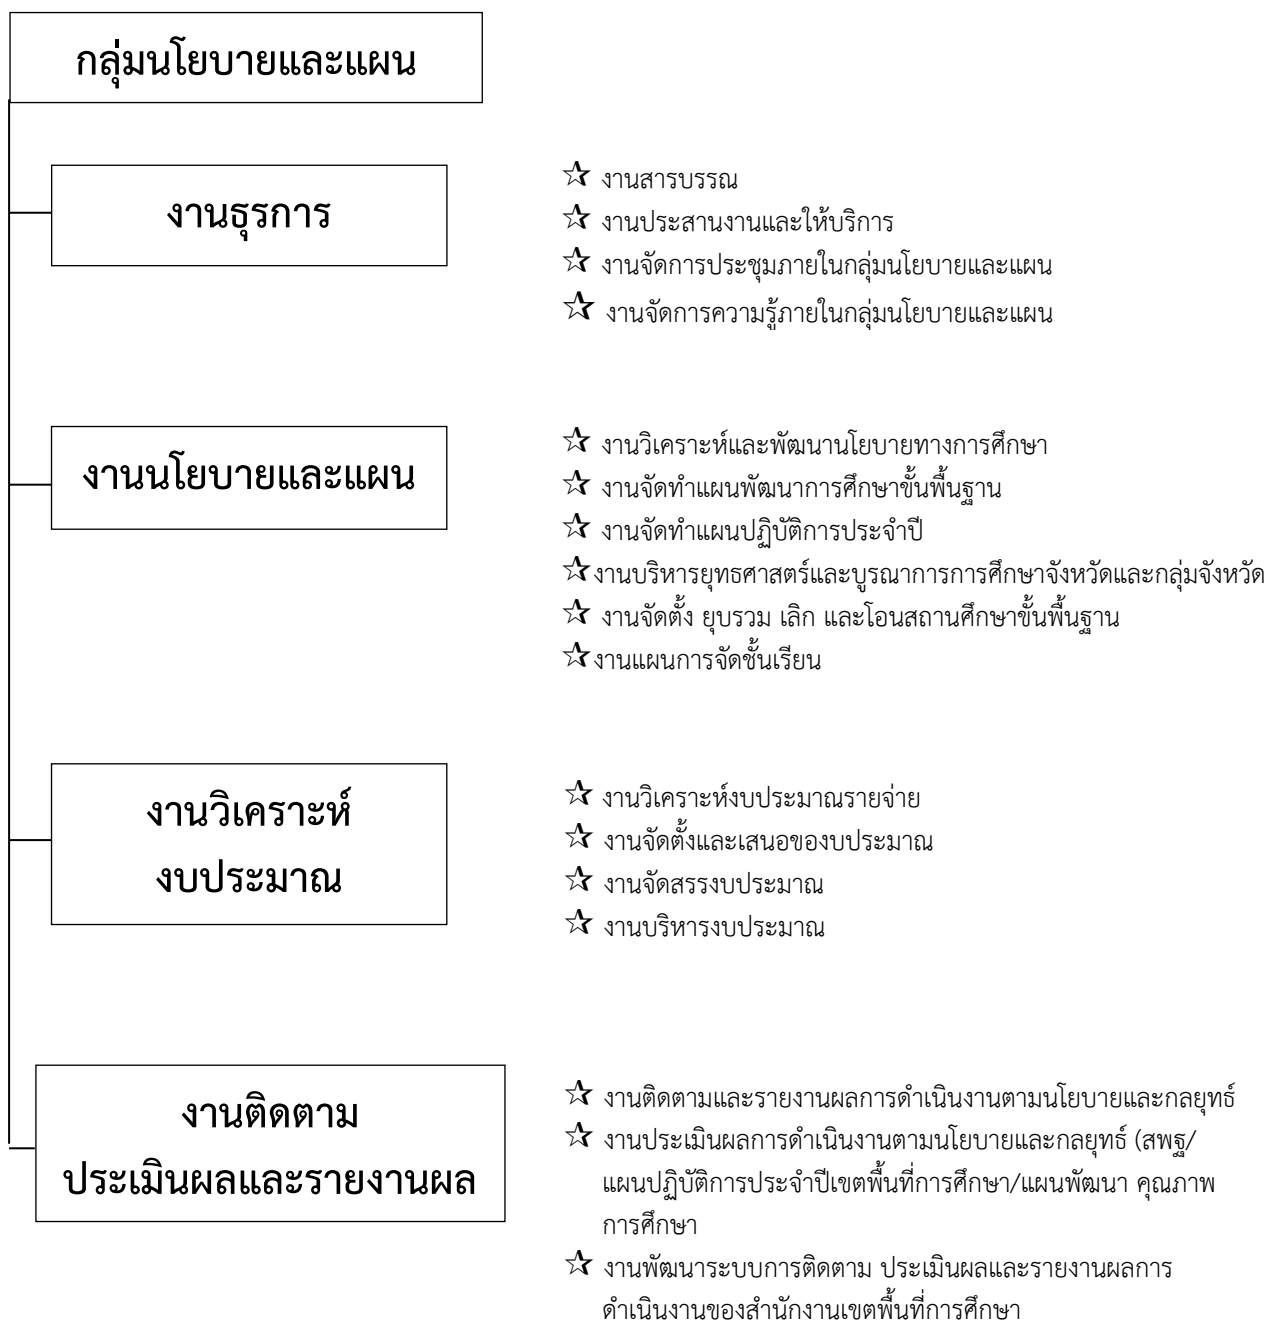 กลุ่มนโยบายและแผน
งานธุรการ
☆ งานสารบรรณ
☆ งานประสานงานและให้บริการ
☆ งานจัดการประชุมภายในกลุ่มนโยบายและแผน
☆ งานจัดการความรู้ภายในกลุ่มนโยบายและแผน
งานนโยบายและแผน
☆ งานวิเคราะห์และพัฒนานโยบายทางการศึกษา
☆ งานจัดทำแผนพัฒนาการศึกษาขั้นพื้นฐาน
☆ งานจัดทำแผนปฏิบัติการประจำปี
☆งานบริหารยุทธศาสตร์และบูรณาการการศึกษาจังหวัดและกลุ่มจังหวัด
☆ งานจัดตั้ง ยุบรวม เลิก และโอนสถานศึกษาขั้นพื้นฐาน
☆งานแผนการจัดชั้นเรียน
งานวิเคราะห์
งบประมาณ
☆ งานวิเคราะห์งบประมาณรายจ่าย
☆ งานจัดตั้งและเสนอของบประมาณ
☆ งานจัดสรรงบประมาณ
☆ งานบริหารงบประมาณ
งานติดตาม
ประเมินผลและรายงานผล
☆ งานติดตามและรายงานผลการดำเนินงานตามนโยบายและกลยุทธ์
☆ งานประเมินผลการดำเนินงานตามนโยบายและกลยุทธ์ (สพฐ/
แผนปฏิบัติการประจำปีเขตพื้นที่การศึกษา/แผนพัฒนา คุณภาพ
การศึกษา
☆ งานพัฒนาระบบการติดตาม ประเมินผลและรายงานผลการ
ดำเนินงานของสำนักงานเขตพื้นที่การศึกษา